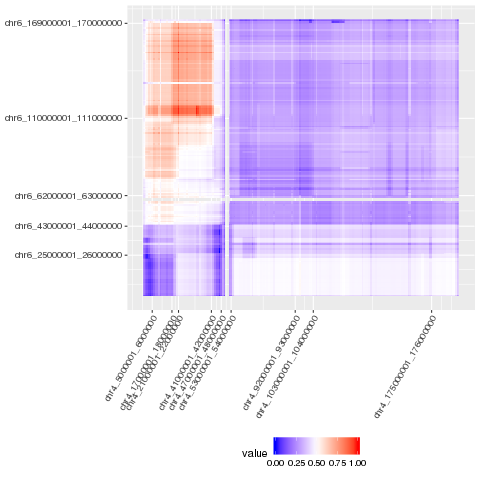 chr6_169000001_170000000
chr6_110000001_111000000
chr6_62000001_63000000
chr6_43000001_44000000
chr6_25000001_26000000
chr4_5000001_6000000
chr4_17000001_18000000
chr4_21000001_22000000
chr4_41000001_42000000
chr4_47000001_48000000
chr4_53000001_54000000
chr4_92000001_93000000
chr4_103000001_104000000
chr4_175000001_176000000
value
0.00 0.25 0.50 0.75 1.00